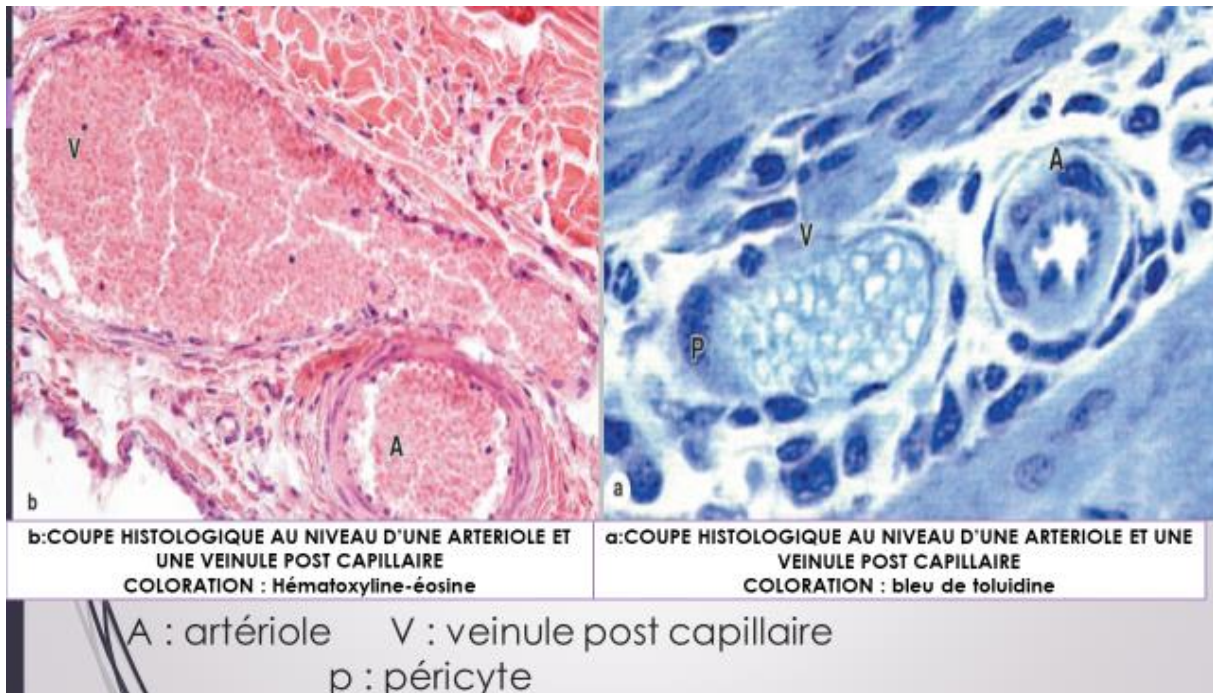 V
A
b
A
V
P
a
b:COUPE HISTOLOGIQUE AU NIVEAU D'UNE ARTERIOLE ET
UNE VEINULE POST CAPILLAIRE
COLORATION : Hématoxyline-éosine
a:COUPE HISTOLOGIQUE AU NIVEAU D'UNE ARTERIOLE ET UNE
VEINULE POST CAPILLAIRE
COLORATION : bleu de toluidine
A : artériole V : veinule post capillaire
p : péricyte